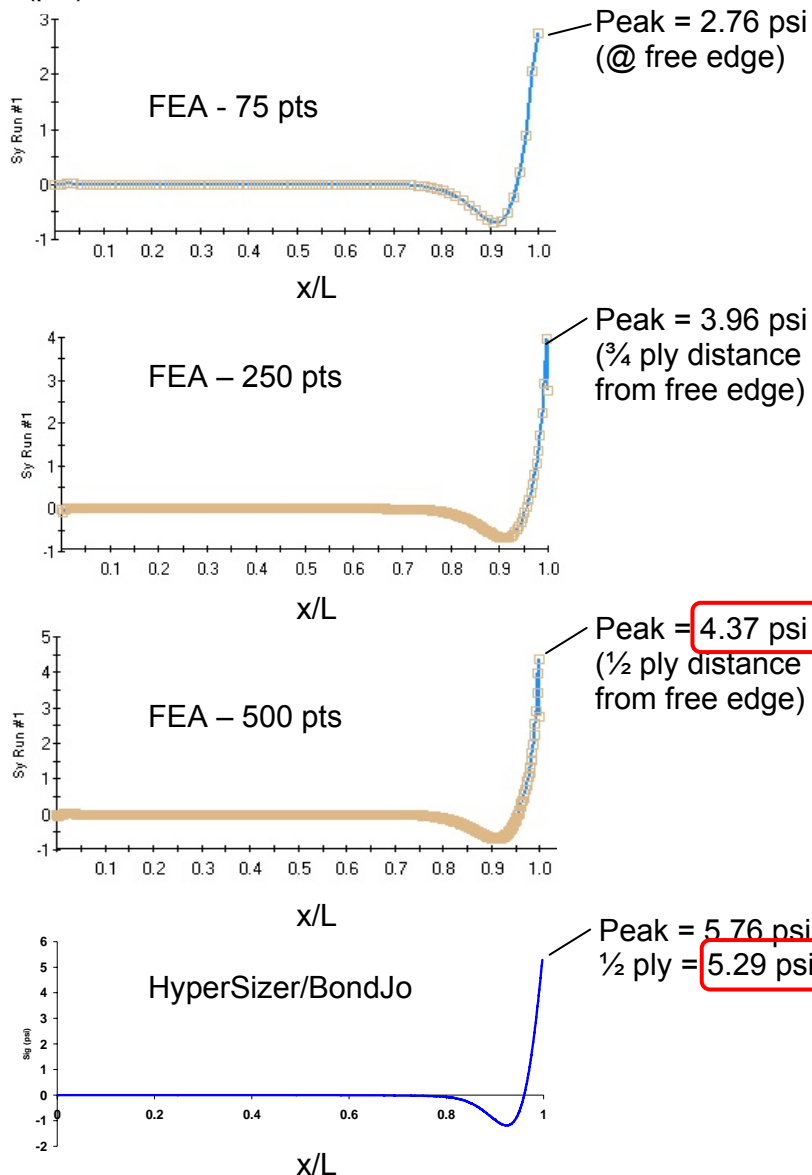 3
Peak = 2.76 psi
(@ free edge)
2
FEA - 75 pts
1
Sy Run #1
0
-1
0.1 0.2 0.3 0.4 0.5 0.6 0.7 0.8 0.9 1.0
x/L
Peak = 3.96 psi
(¾ ply distance
from free edge)
4
FEA – 250 pts
3
2
Sy Run #1
1
0
-1
0.1 0.2 0.3 0.4 0.5 0.6 0.7 0.8 0.9 1.0
x/L
Peak = 4.37 psi
(½ ply distance
from free edge)
5
4
FEA – 500 pts
3
2
Sy Run #1
1
0
-1
0.1 0.2 0.3 0.4 0.5 0.6 0.7 0.8 0.9 1.0
x/L
Peak = 5.76 psi
½ ply = 5.29 psi
6
5
HyperSizer/BondJo
4
3
2
Sig (psi)
1
0
0 0.2 0.4 0.6 0.8 1
-1
-2
x/L